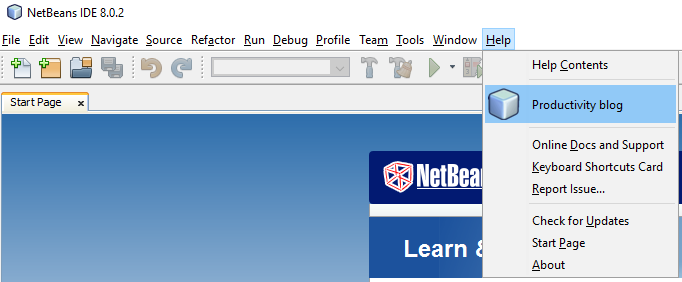 NetBeans IDE 8.0.2
File Edit View Navigate Source Refactor Run Debug Profile Team Tools Window Help
Help Contents
Start Page x
Productivity blog
Online Docs and Support
Keyboard Shortcuts Card
Report Issue...
NetBeans
Check for Updates
Start Page
Learn &
About